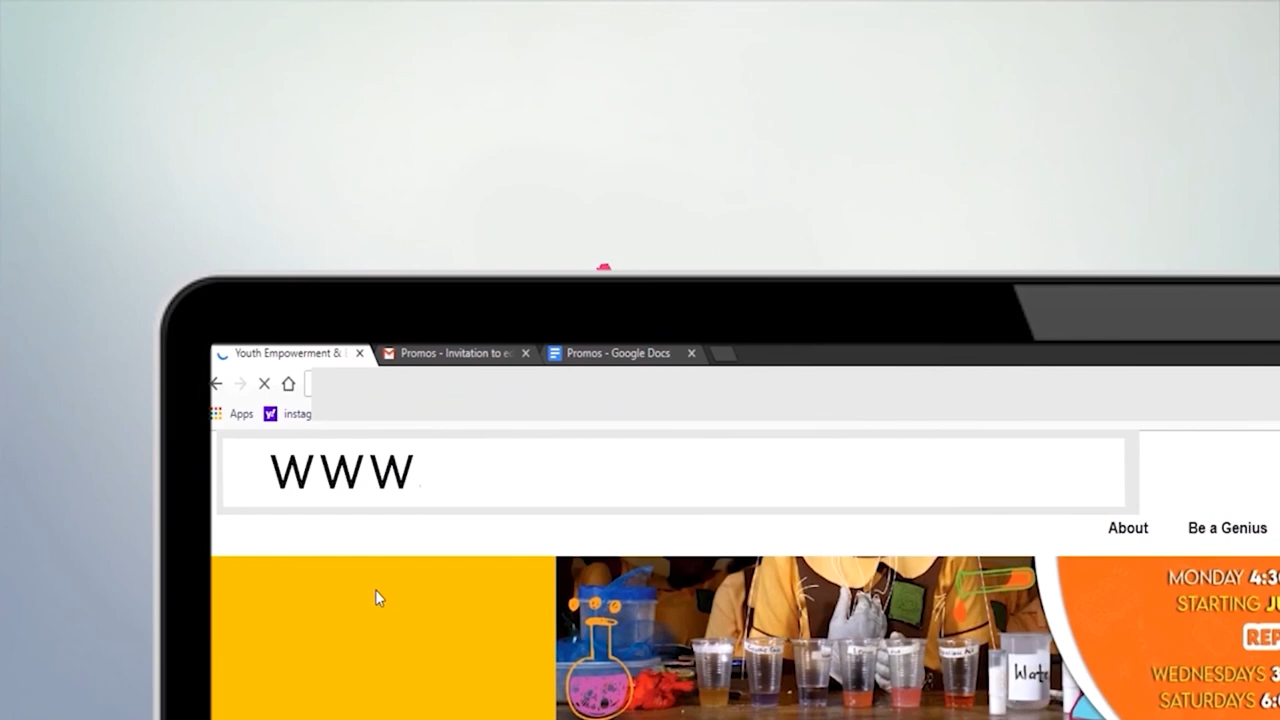 Youth Empowerment &
Promos - Invitation to
Promos - Google Docs
Apps
y!
instag
WWW
About
Be a Genius
MONDAY 4:3
STARTING
REP
WEDNESDAYS 3
SATURDAYS 6: